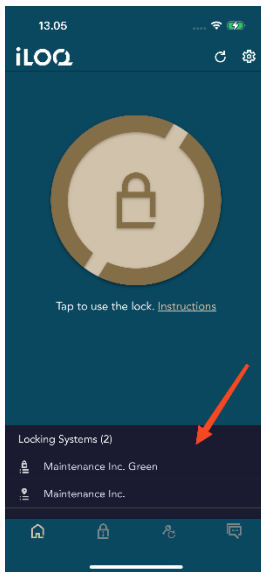 13.05
iLOQ
Tap to use the lock. Instructions
Locking Systems (2)
Maintenance Inc. Green
Maintenance Inc.